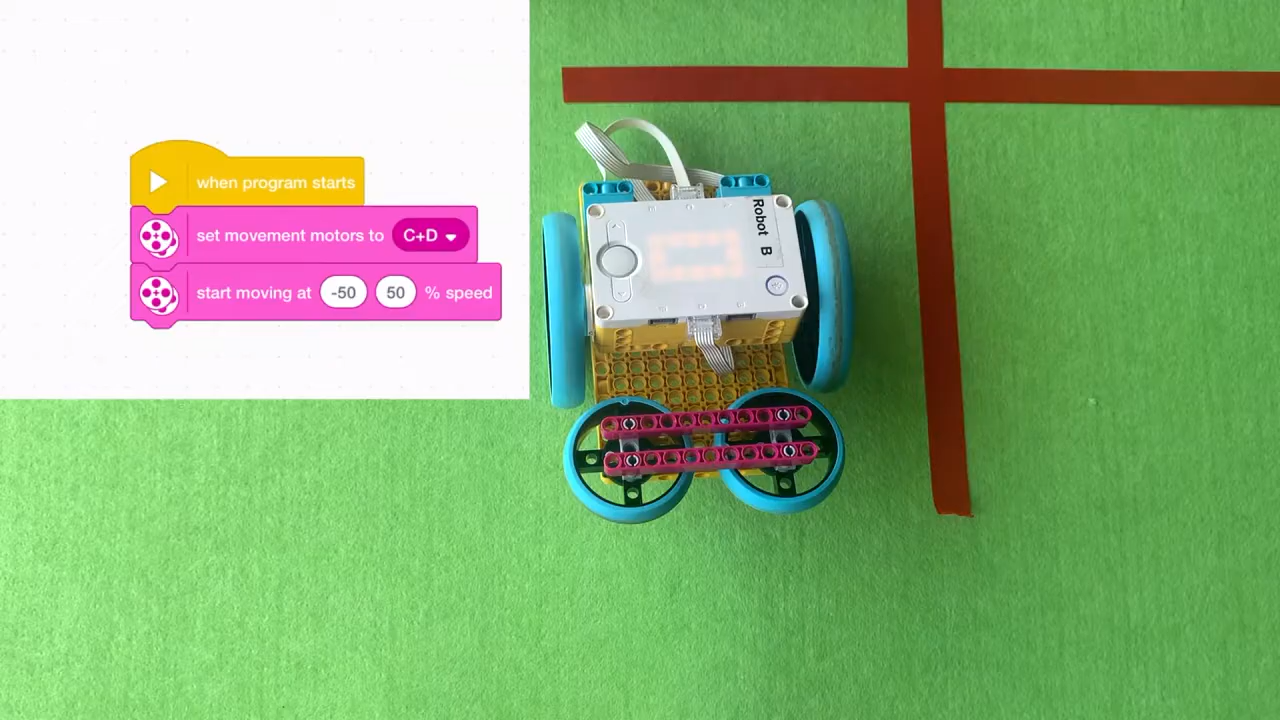 when program starts
set movement motors to C+D
start moving at -50 50 % speed
Robot B